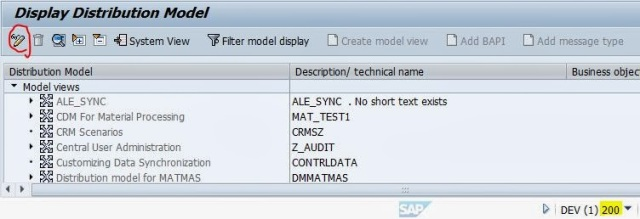 Display Distribution Model
System View Filter model display Create model view Add BAPI Add message type
Distribution Model Description/ technical name Business objec
Model views
ALE_SYNC ALE_SYNC . No short text exists
CDM For Material Processing MAT_TEST1
CRM Scenarios CRMSZ
Central User Administration Z_AUDIT
Customizing Data Synchronization CONTRLDATA
Distribution model for MATMAS DMMATMAS
SAP DEV (1) 200